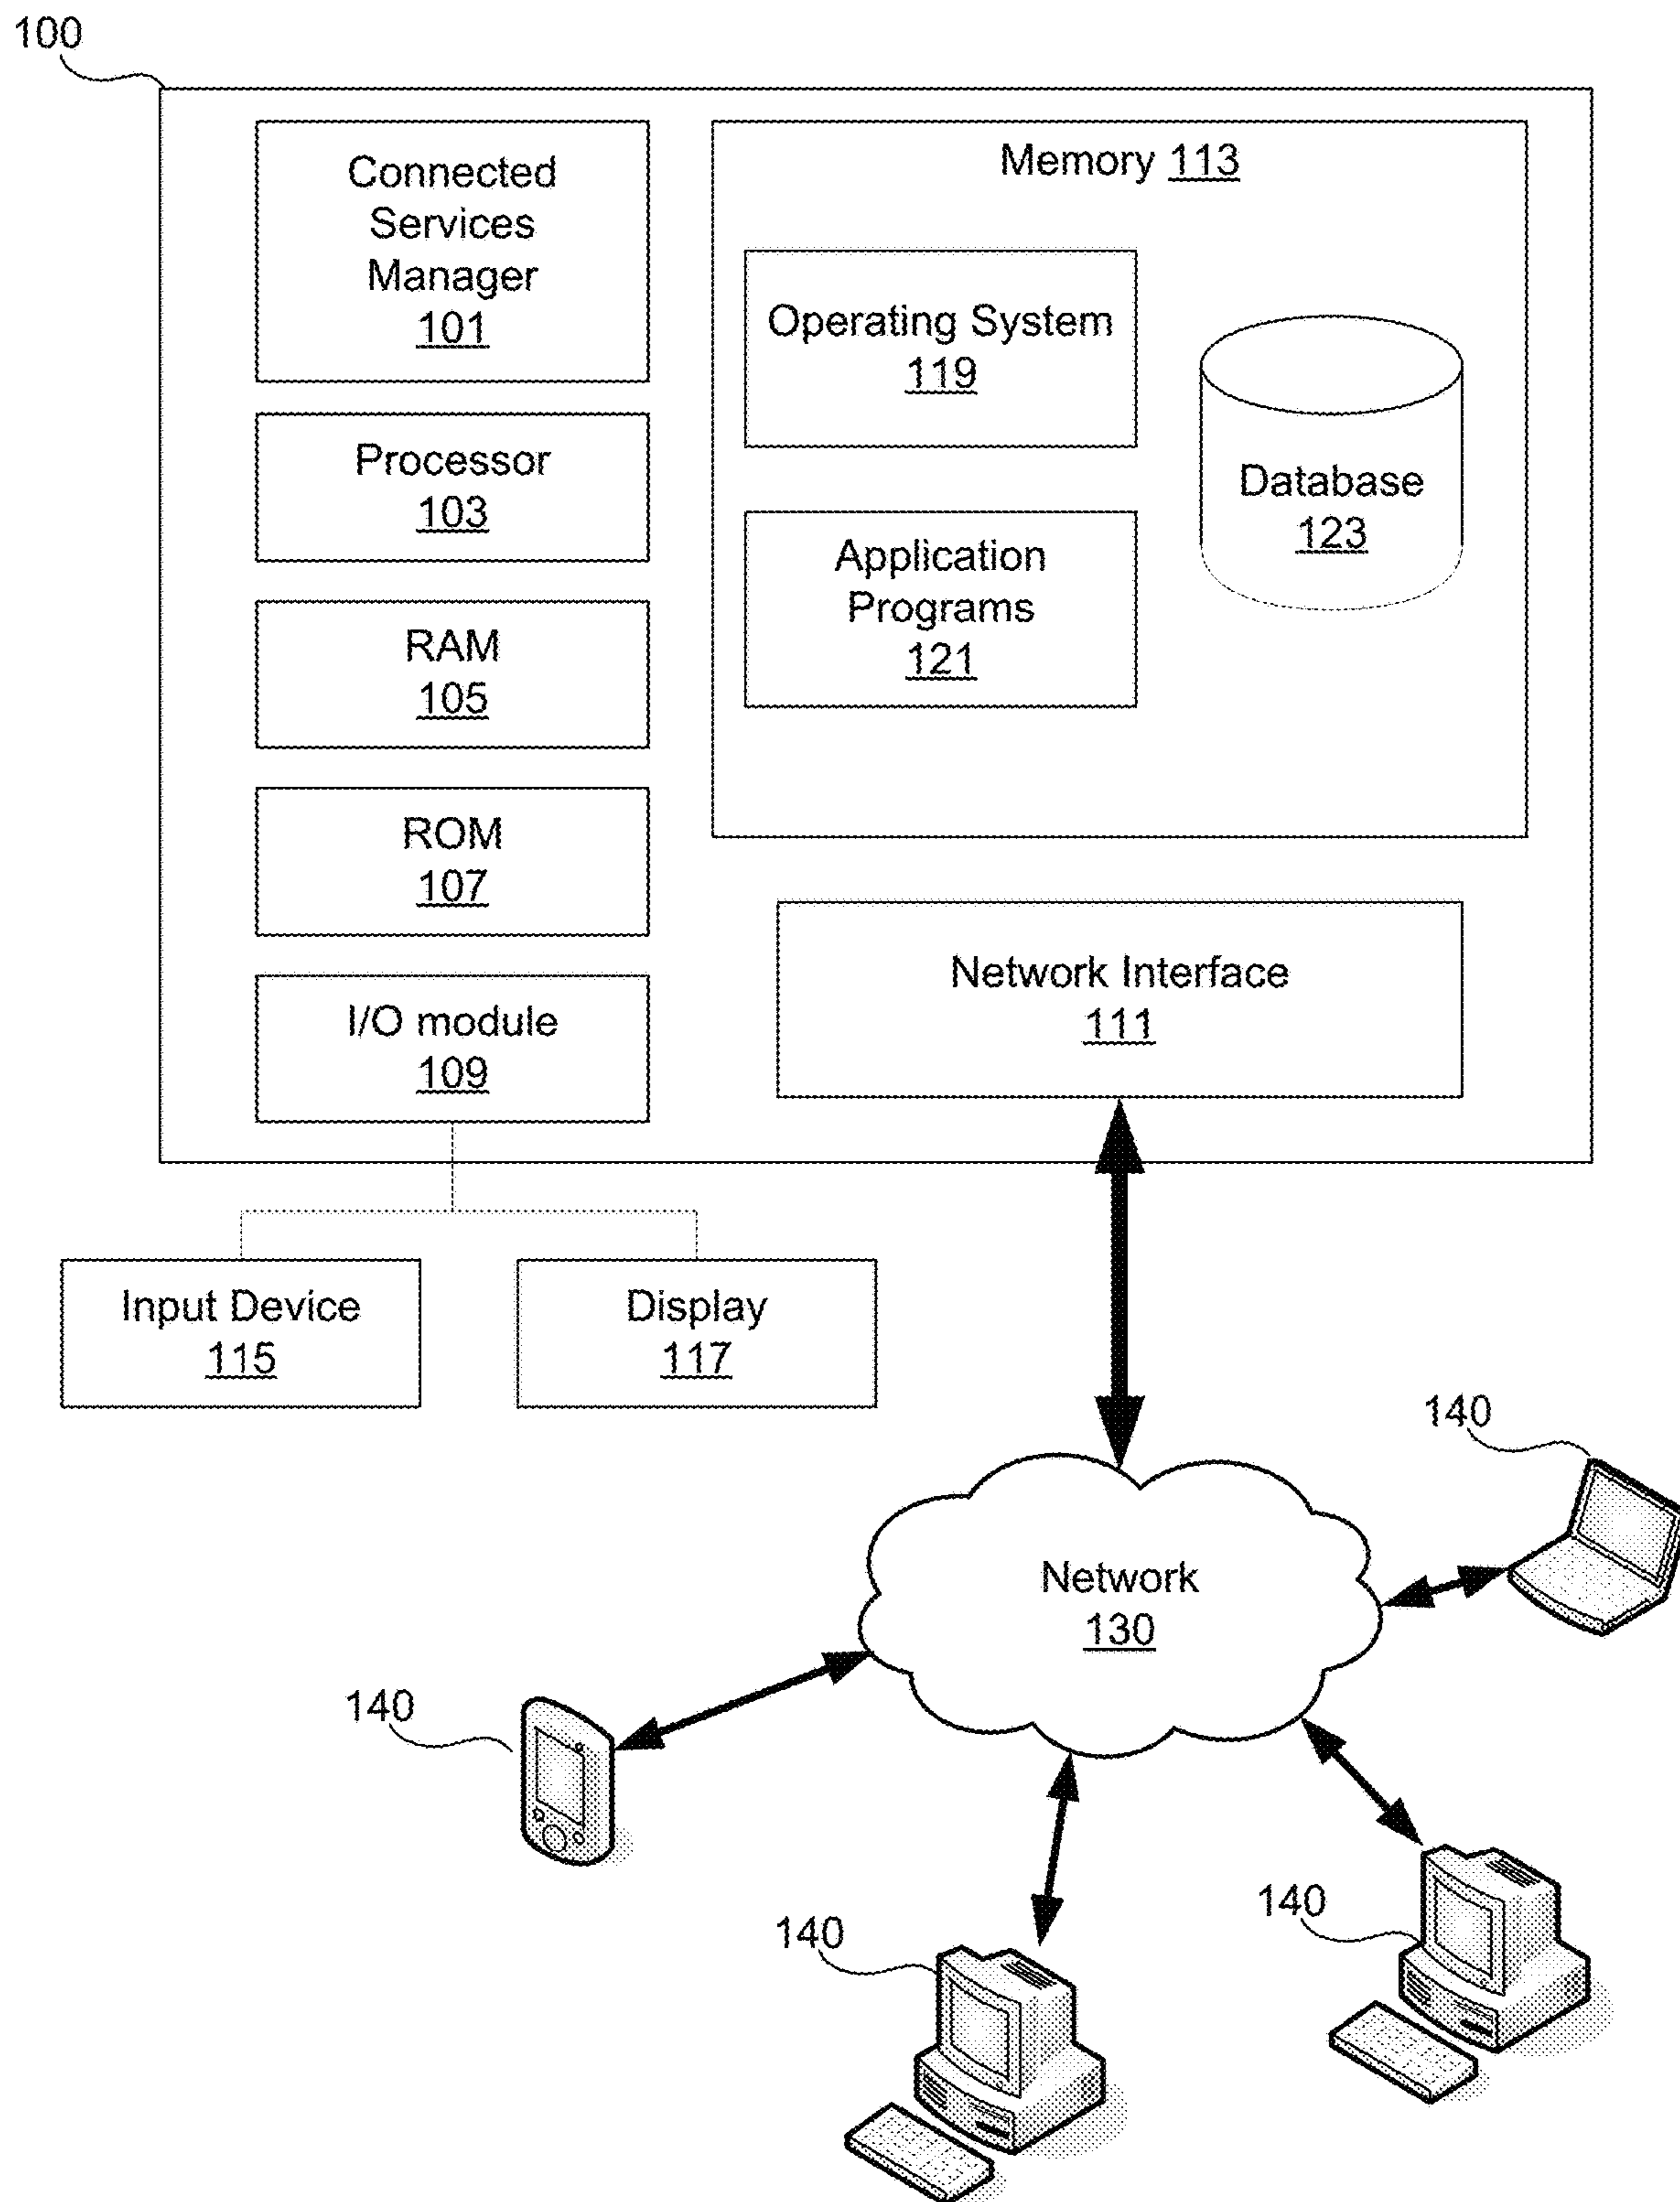 100
Connected
Services
Manager
101
Processor
103
RAM
105
ROM
107
I/O module
109
Memory 113
Operating System
119
Application
Programs
121
Database
123
Network Interface
111
Input Device
115
Display
117
Network
130
140
140
140
140